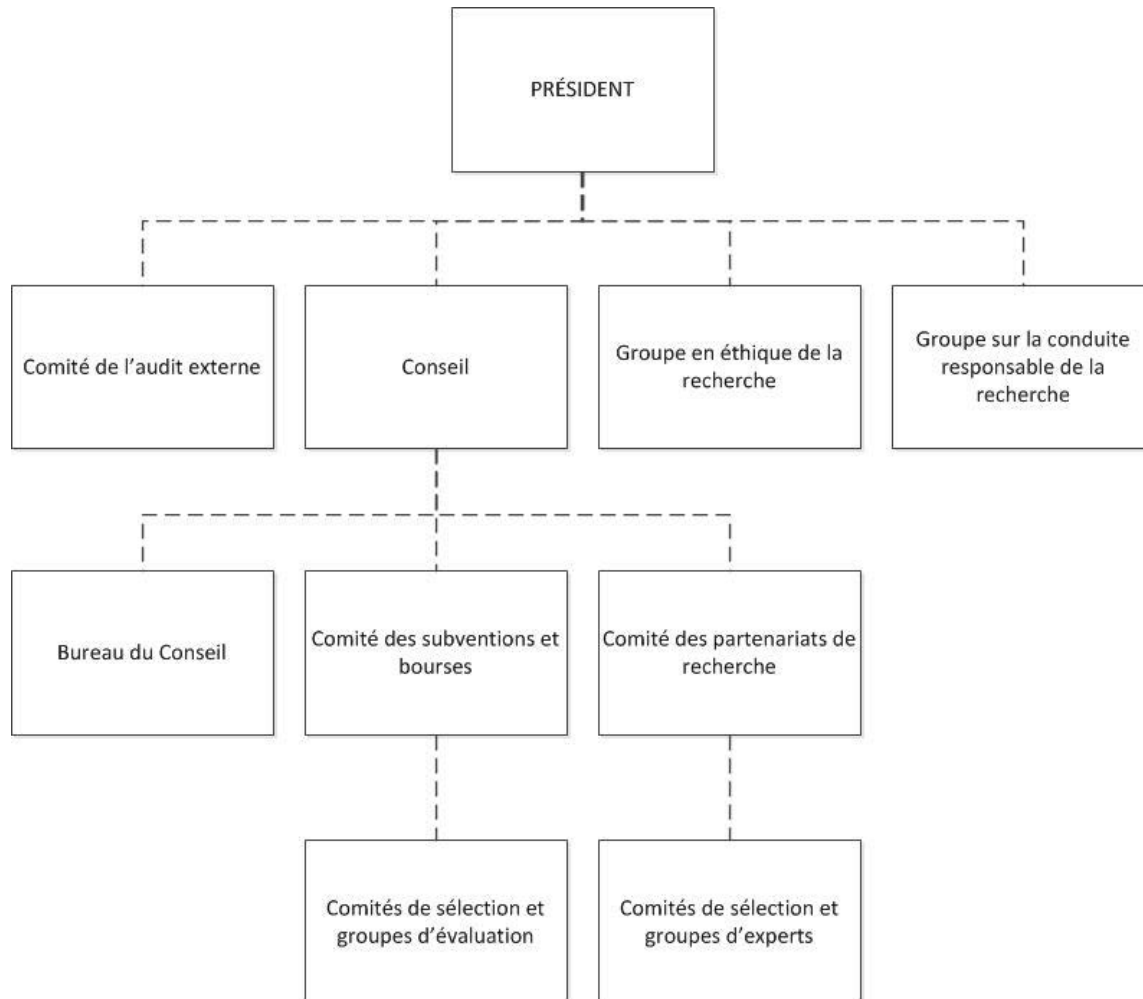 PRÉSIDENT
Comité de l'audit externe
Conseil
Groupe en éthique de la
recherche
Groupe sur la conduite
responsable de la
recherche
Bureau du Conseil
Comité des subventions et
bourses
Comité des partenariats de
recherche
Comités de sélection et
groupes d'évaluation
Comités de sélection et
groupes d'experts